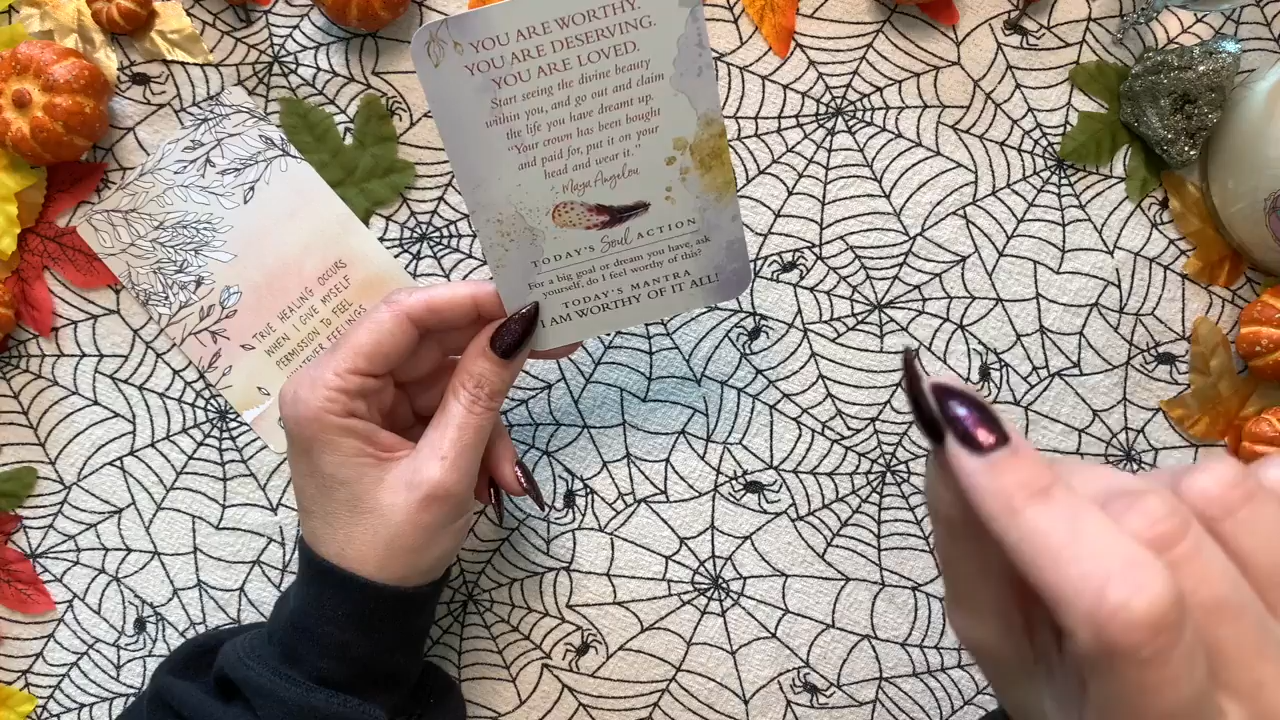 YOU ARE WORTHY.
YOU ARE DESERVING.
YOU ARE LOVED.
Start seeing the divine beauty
within you, and go out and claim
the life you have dreamt up.
"Your crown has been bought
and paid for, put it on your
head and wear it."
- Maya Angelou
TODAY'S Soul ACTION
For a big goal or dream you have, ask
yourself, do I feel worthy of this?
TODAY'S MANTRA
I AM WORTHY OF IT ALL!
TRUE HEALING OCCURS
WHEN I GIVE MYSELF
PERMISSION TO FEEL
WHATEVER FEELINGS